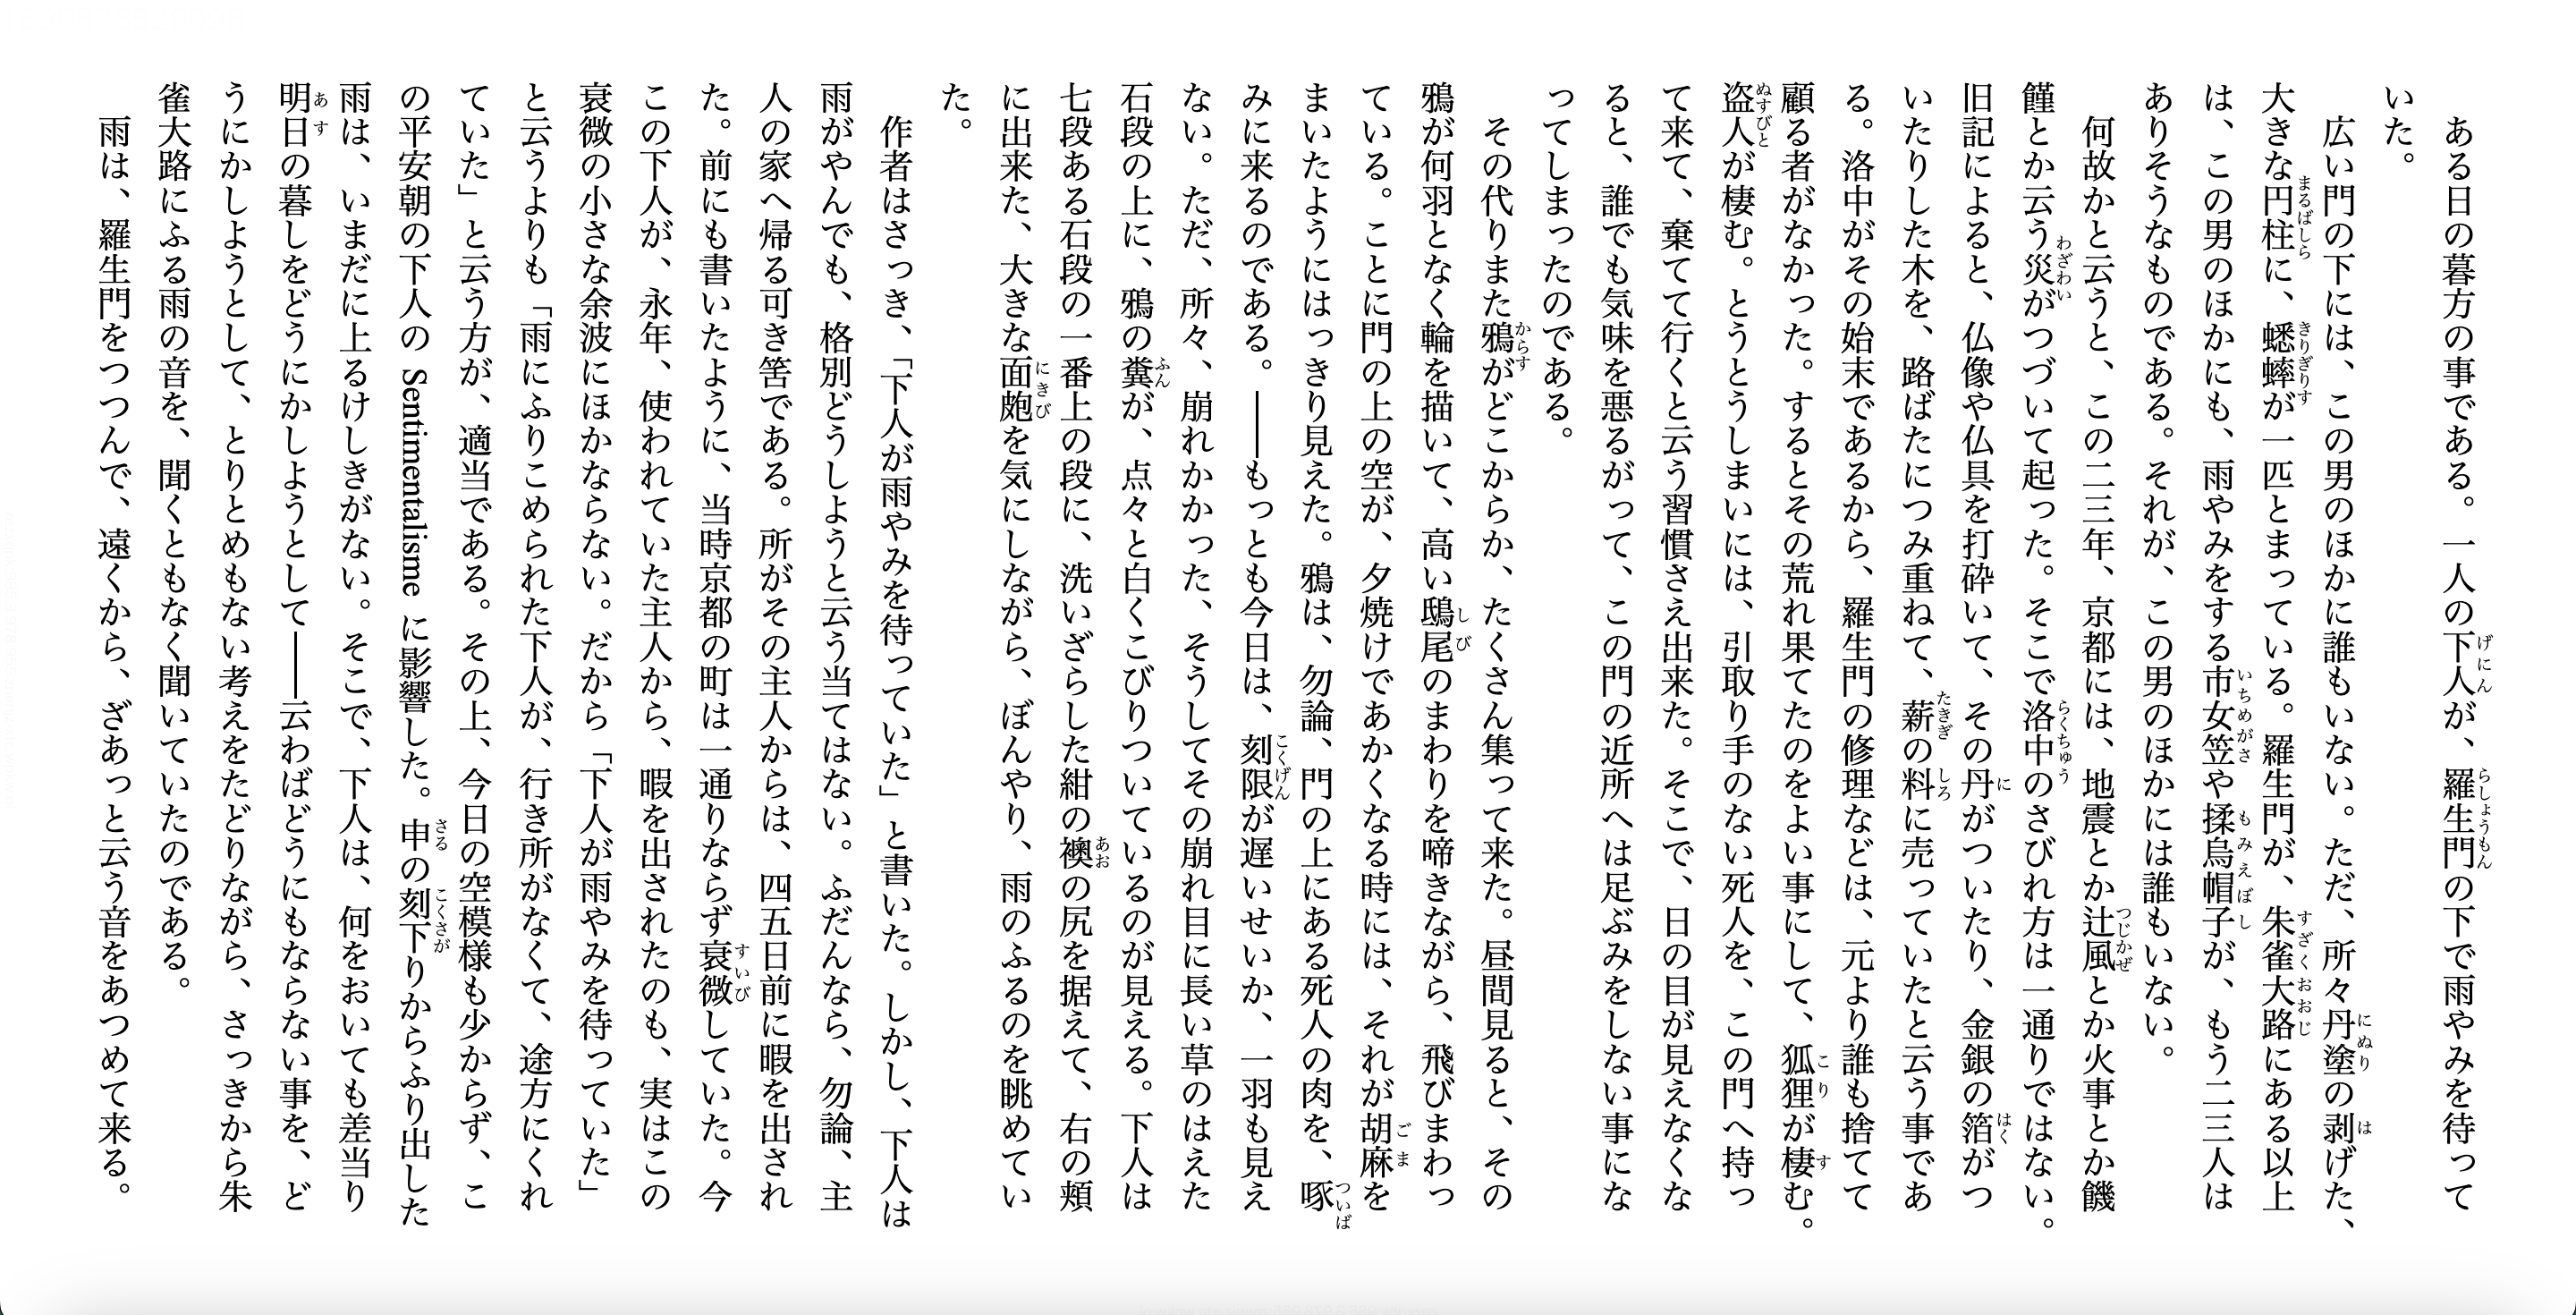 ある日の暮方の事である。一人の下人が、羅生門の下で雨やみを待って
いた。
広い門の下には、この男のほかに誰もいない。ただ、所々丹塗の剥げた、
大きな円柱に、蟋蟀が一匹とまっている。羅生門が、朱雀大路にある以上
は、この男のほかにも、雨やみをする市女笠や揉烏帽子が、もう二三人は
ありそうなものである。それが、この男のほかには誰もいない。
何故かと云うと、この二三年、京都には、地震とか辻風とか火事とか饑
饉とか云う災がつづいて起った。そこで洛中のさびれ方は一通りではない。
旧記によると、仏像や仏具を打砕いて、その丹がついたり、金銀の箔がつ
いたりした木を、路ばたにつみ重ねて、薪の料に売っていたと云う事であ
る。洛中がその始末であるから、羅生門の修理などは、元より誰も捨てて
顧る者がなかった。するとその荒れ果てたのをよい事にして、狐狸が棲む。
盗人が棲む。とうとうしまいには、引取り手のない死人を、この門へ持っ
て来て、棄てて行くと云う習慣さえ出来た。そこで、日の目が見えなくな
ると、誰でも気味を悪るがって、この門の近所へは足ぶみをしない事にな
ってしまったのである。
その代りまた鴉がどこからか、たくさん集って来た。昼間見ると、その
鴉が何羽となく輪を描いて、高い鴟尾のまわりを啼きながら、飛びまわっ
ている。ことに門の上の空が、夕焼けであかくなる時には、それが胡麻を
まいたようにはっきり見えた。鴉は、勿論、門の上にある死人の肉を、啄
みに来るのである。――もっとも今日は、刻限が遅いせいか、一羽も見え
ない。ただ、所々、崩れかかった、そうしてその崩れ目に長い草のはえた
石段の上に、鴉の糞が、点々と白くこびりついているのが見える。下人は
七段ある石段の一番上の段に、洗いざらした紺の襖の尻を据えて、右の頬
に出来た、大きな面皰を気にしながら、ぼんやり、雨のふるのを眺めてい
た。
作者はさっき、「下人が雨やみを待っていた」と書いた。しかし、下人は
雨がやんでも、格別どうしようと云う当てはない。ふだんなら、勿論、主
人の家へ帰る可き筈である。所がその主人からは、四五日前に暇を出され
た。前にも書いたように、当時京都の町は一通りならず衰微していた。今
この下人が、永年、使われていた主人から、暇を出されたのも、実はこの
衰微の小さな余波にほかならない。だから「下人が雨やみを待っていた」
と云うよりも「雨にふりこめられた下人が、行き所がなくて、途方にくれ
ていた」と云う方が、適当である。その上、今日の空模様も少からず、こ
の平安朝の下人の Sentimentalisme に影響した。申の刻下りからふり出した
雨は、いまだに上るけしきがない。そこで、下人は、何をおいても差当り
明日の暮しをどうにかしようとして――云わばどうにもならない事を、ど
うにかしようとして、とりとめもない考えをたどりながら、さっきから朱
雀大路にふる雨の音を、聞くともなく聞いていたのである。
雨は、羅生門をつつんで、遠くから、ざあっと云う音をあつめて来る。